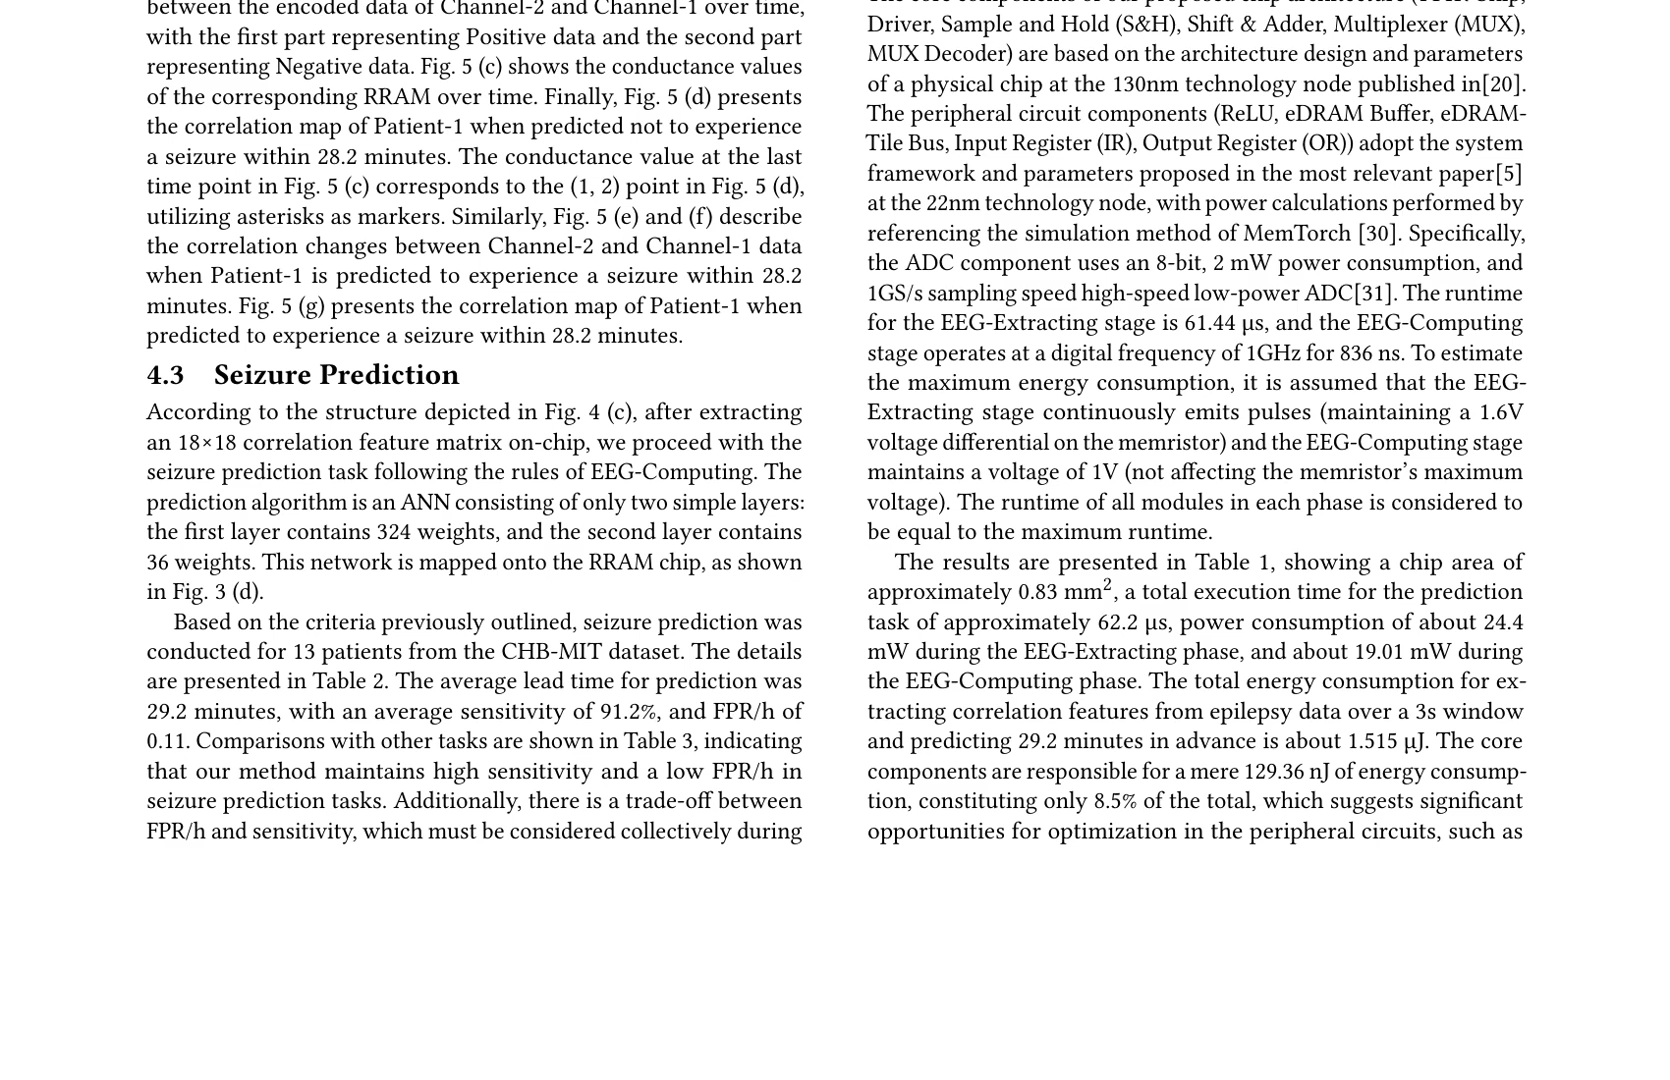 between the encoded data of Channel-2 and Channel-1 over time,
with the first part representing Positive data and the second part
representing Negative data. Fig. 5 (c) shows the conductance values
of the corresponding RRAM over time. Finally, Fig. 5 (d) presents
the correlation map of Patient-1 when predicted not to experience
a seizure within 28.2 minutes. The conductance value at the last
time point in Fig. 5 (c) corresponds to the (1, 2) point in Fig. 5 (d),
utilizing asterisks as markers. Similarly, Fig. 5 (e) and (f) describe
the correlation changes between Channel-2 and Channel-1 data
when Patient-1 is predicted to experience a seizure within 28.2
minutes. Fig. 5 (g) presents the correlation map of Patient-1 when
predicted to experience a seizure within 28.2 minutes.
4.3 Seizure Prediction
According to the structure depicted in Fig. 4 (c), after extracting
an 18×18 correlation feature matrix on-chip, we proceed with the
seizure prediction task following the rules of EEG-Computing. The
prediction algorithm is an ANN consisting of only two simple layers:
the first layer contains 324 weights, and the second layer contains
36 weights. This network is mapped onto the RRAM chip, as shown
in Fig. 3 (d).
Based on the criteria previously outlined, seizure prediction was
conducted for 13 patients from the CHB-MIT dataset. The details
are presented in Table 2. The average lead time for prediction was
29.2 minutes, with an average sensitivity of 91.2%, and FPR/h of
0.11. Comparisons with other tasks are shown in Table 3, indicating
that our method maintains high sensitivity and a low FPR/h in
seizure prediction tasks. Additionally, there is a trade-off between
FPR/h and sensitivity, which must be considered collectively during
Driver, Sample and Hold (S&H), Shift & Adder, Multiplexer (MUX),
MUX Decoder) are based on the architecture design and parameters
of a physical chip at the 130nm technology node published in[20].
The peripheral circuit components (ReLU, eDRAM Buffer, eDRAM-
Tile Bus, Input Register (IR), Output Register (OR)) adopt the system
framework and parameters proposed in the most relevant paper[5]
at the 22nm technology node, with power calculations performed by
referencing the simulation method of MemTorch [30]. Specifically,
the ADC component uses an 8-bit, 2 mW power consumption, and
1GS/s sampling speed high-speed low-power ADC[31]. The runtime
for the EEG-Extracting stage is 61.44 µs, and the EEG-Computing
stage operates at a digital frequency of 1GHz for 836 ns. To estimate
the maximum energy consumption, it is assumed that the EEG-
Extracting stage continuously emits pulses (maintaining a 1.6V
voltage differential on the memristor) and the EEG-Computing stage
maintains a voltage of 1V (not affecting the memristor's maximum
voltage). The runtime of all modules in each phase is considered to
be equal to the maximum runtime.
The results are presented in Table 1, showing a chip area of
approximately 0.83 mm², a total execution time for the prediction
task of approximately 62.2 µs, power consumption of about 24.4
mW during the EEG-Extracting phase, and about 19.01 mW during
the EEG-Computing phase. The total energy consumption for ex-
tracting correlation features from epilepsy data over a 3s window
and predicting 29.2 minutes in advance is about 1.515 µJ. The core
components are responsible for a mere 129.36 nJ of energy consump-
tion, constituting only 8.5% of the total, which suggests significant
opportunities for optimization in the peripheral circuits, such as